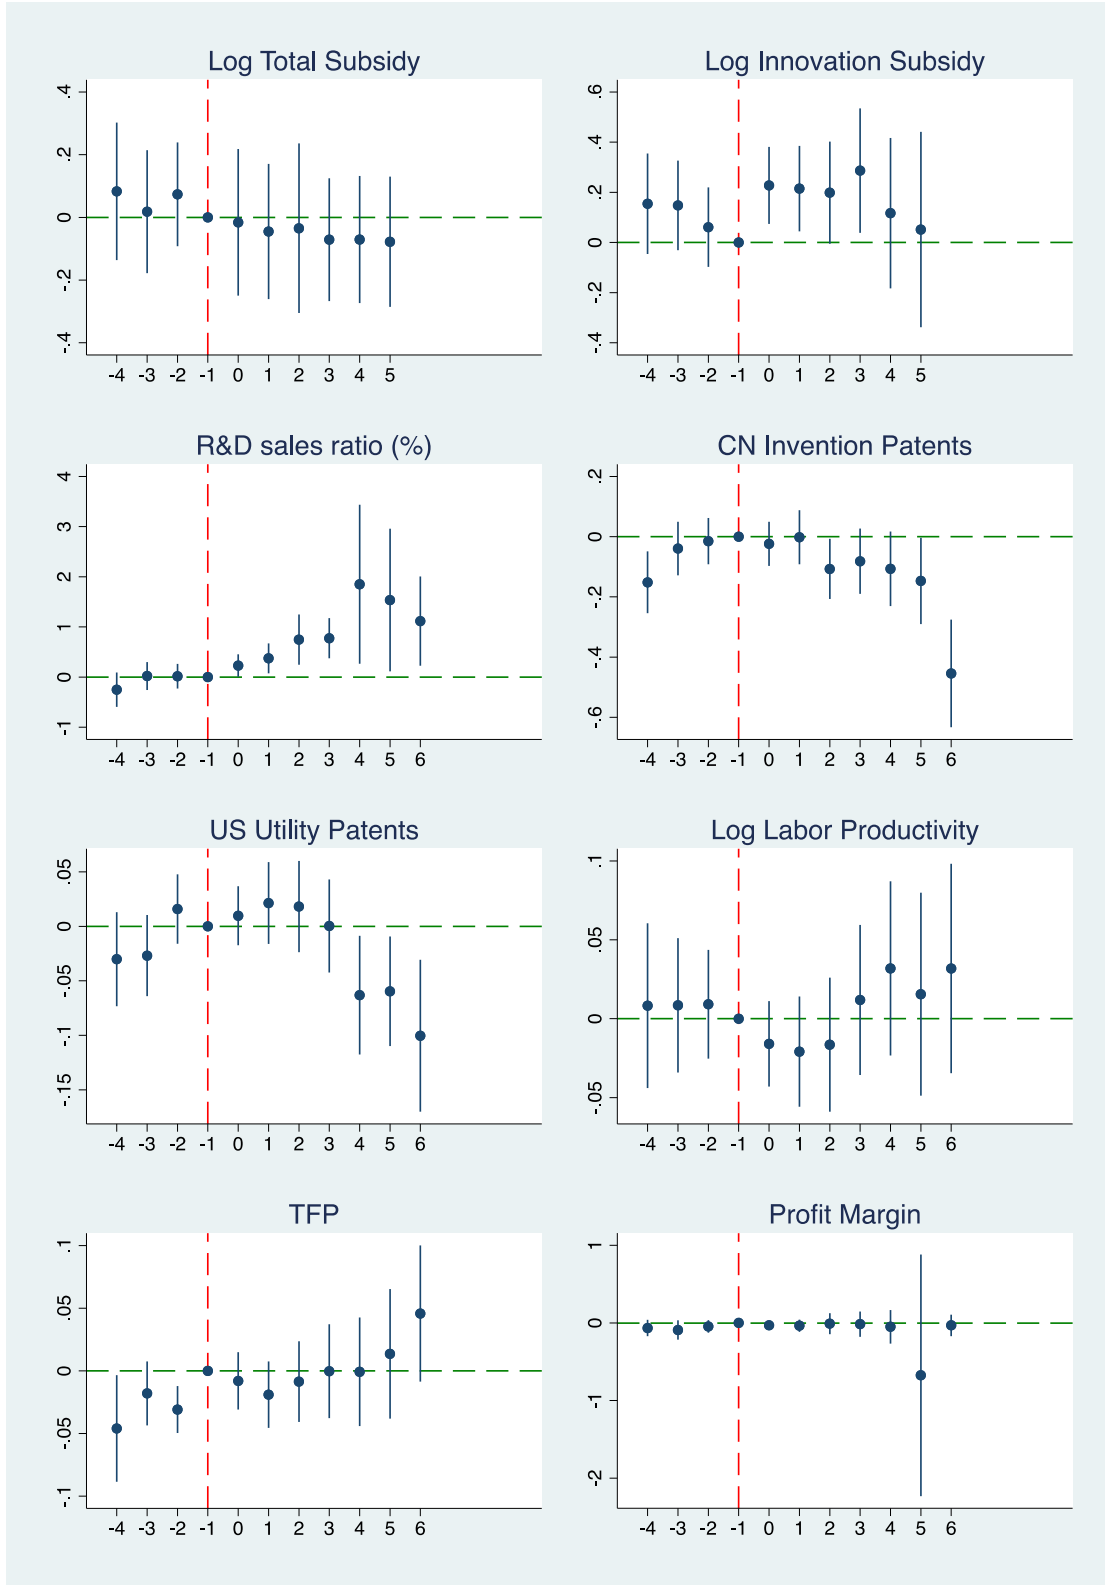 Log Total Subsidy
.4
.2
0
-.2
-.4
-4 -3 -2 -1 0 1 2 3 4 5
Log Innovation Subsidy
.6
.4
.2
0
-.2
-.4
-4 -3 -2 -1 0 1 2 3 4 5
R&D sales ratio (%)
4
3
2
1
0
-1
-4 -3 -2 -1 0 1 2 3 4 5 6
CN Invention Patents
.2
0
-.2
-.4
-.6
-4 -3 -2 -1 0 1 2 3 4 5 6
US Utility Patents
.05
0
-.05
-.1
-.15
-4 -3 -2 -1 0 1 2 3 4 5 6
Log Labor Productivity
.1
.05
0
-.05
-4 -3 -2 -1 0 1 2 3 4 5 6
TFP
.1
.05
0
-.05
-.1
-4 -3 -2 -1 0 1 2 3 4 5 6
Profit Margin
1
0
-1
-2
-4 -3 -2 -1 0 1 2 3 4 5 6